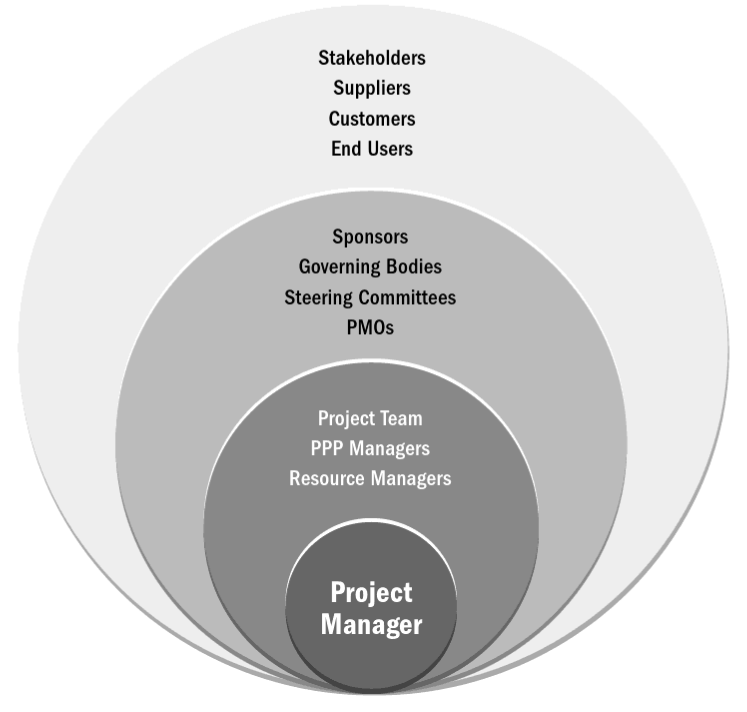 Stakeholders
Suppliers
Customers
End Users
Sponsors
Governing Bodies
Steering Committees
PMOs
Project Team
PPP Managers
Resource Managers
Project
Manager